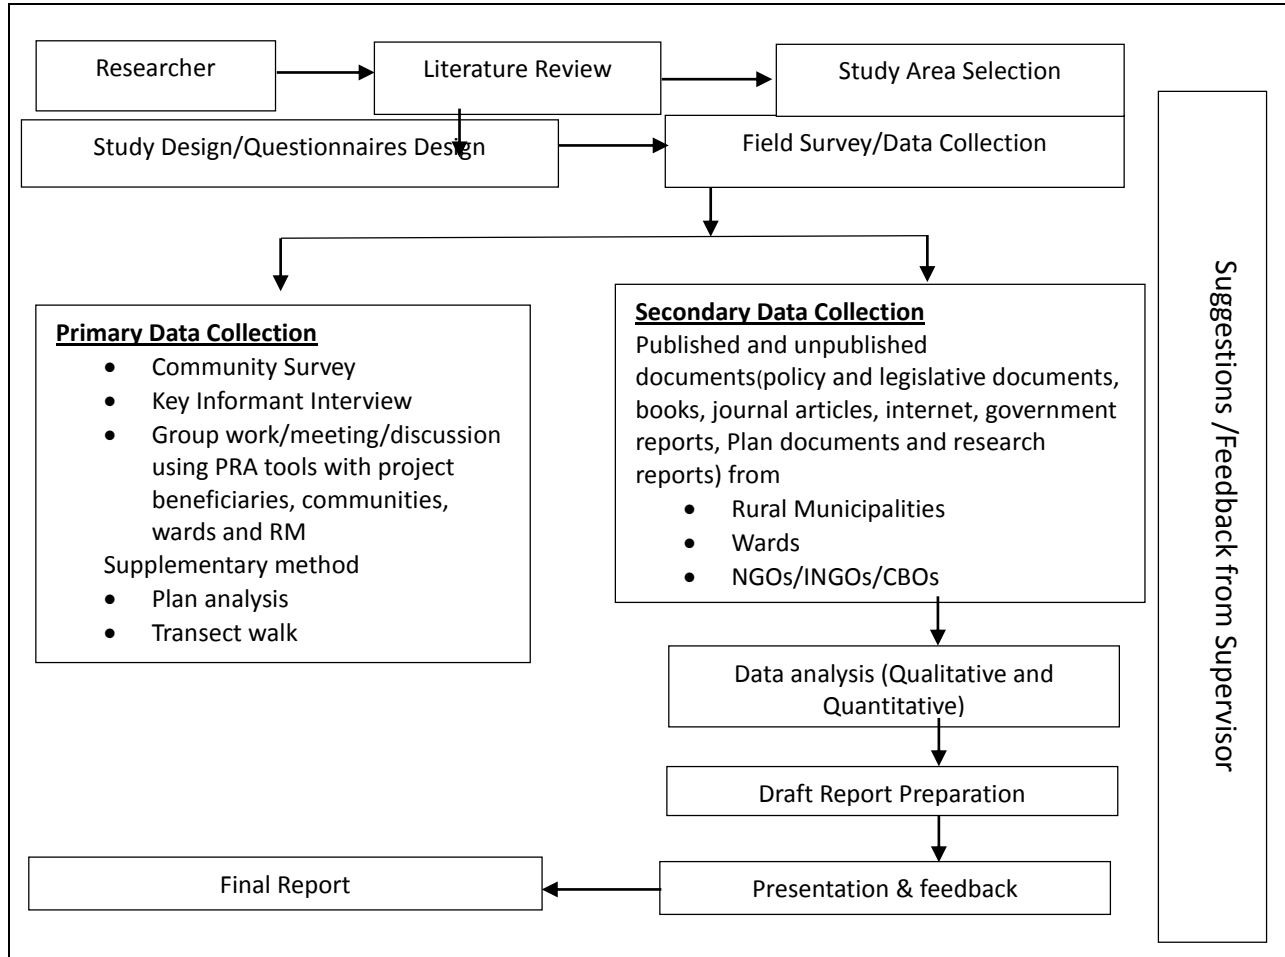 Researcher
Literature Review
Study Area Selection
Study Design/Questionnaires Design
Field Survey/Data Collection
Primary Data Collection
• Community Survey
• Key Informant Interview
• Group work/meeting/discussion
using PRA tools with project
beneficiaries, communities,
wards and RM
Supplementary method
• Plan analysis
• Transect walk
Secondary Data Collection
Published and unpublished
documents(policy and legislative documents,
books, journal articles, internet, government
reports, Plan documents and research
reports) from
• Rural Municipalities
• Wards
• NGOs/INGOs/CBOs
Data analysis (Qualitative and
Quantitative)
Draft Report Preparation
Presentation & feedback
Final Report
Suggestions /Feedback from Supervisor